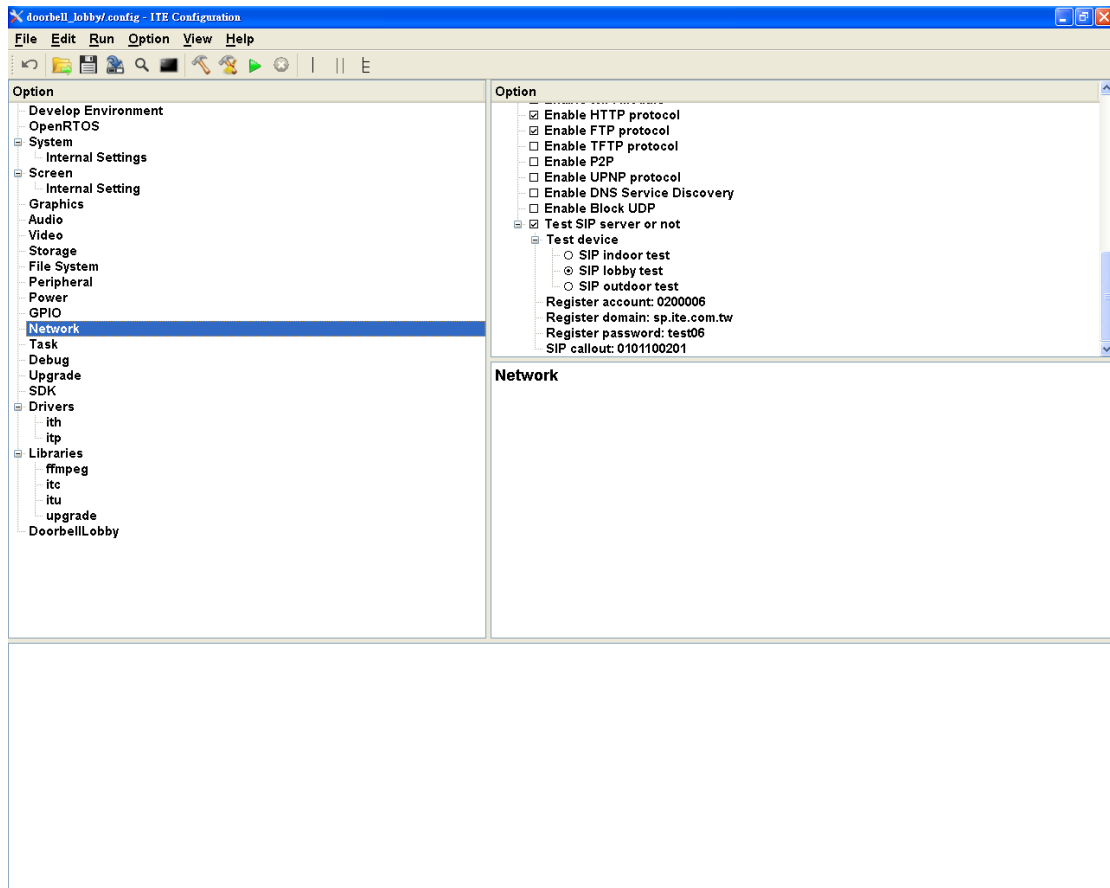 doorbell_lobby/.config - ITE Configuration
File Edit Run Option View Help
Option
Develop Environment
OpenRTOS
System
Internal Settings
Screen
Internal Setting
Graphics
Audio
Video
Storage
File System
Peripheral
Power
GPIO
Network
Task
Debug
Upgrade
SDK
Drivers
ith
itp
Libraries
ffmpeg
itc
itu
upgrade
DoorbellLobby
Option
Enable HTTP protocol
Enable FTP protocol
Enable TFTP protocol
Enable P2P
Enable UPNP protocol
Enable DNS Service Discovery
Enable Block UDP
Test SIP server or not
Test device
SIP indoor test
SIP lobby test
SIP outdoor test
Register account: 0200006
Register domain: sp.ite.com.tw
Register password: test06
SIP callout: 0101100201
Network